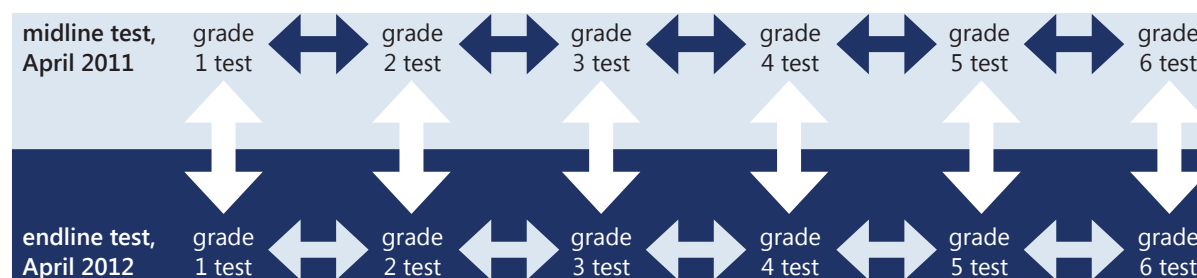 midline test, grade grade grade grade grade grade
April 2011 1 test 2 test 3 test 4 test 5 test 6 test
endline test, grade grade grade grade grade grade
April 2012 1 test 2 test 3 test 4 test 5 test 6 test